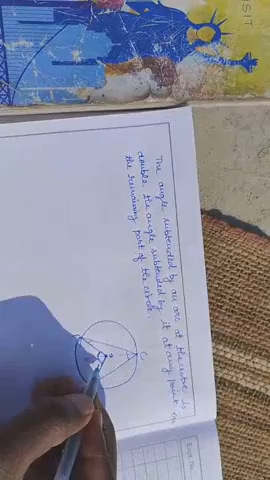 The angle subtended by an arc at the centre is
double the angle subtended by it at any point on
the remaining part of the circle.
C